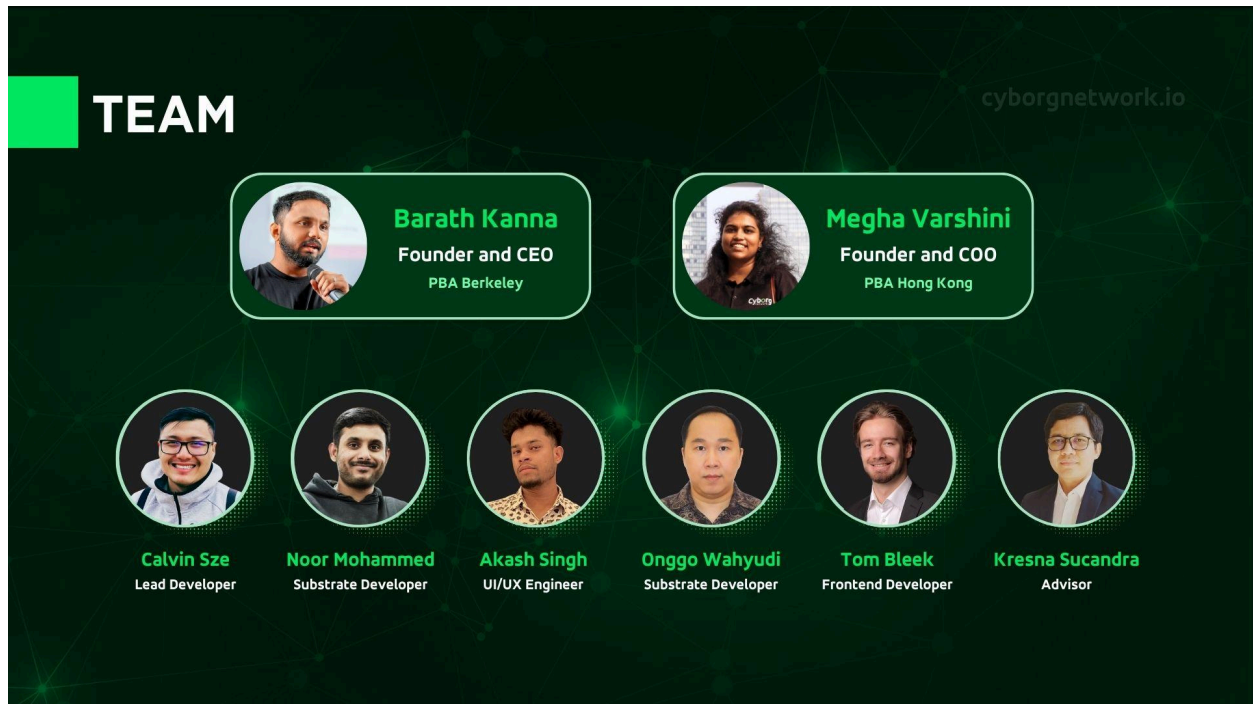 TEAM
cyborgnetwork.io
Barath Kanna
Founder and CEO
PBA Berkeley
Megha Varshini
Founder and COO
PBA Hong Kong
cyborg
Calvin Sze
Lead Developer
Noor Mohammed
Substrate Developer
Akash Singh
UI/UX Engineer
Onggo Wahyudi
Substrate Developer
Tom Bleek
Frontend Developer
Kresna Sucandra
Advisor